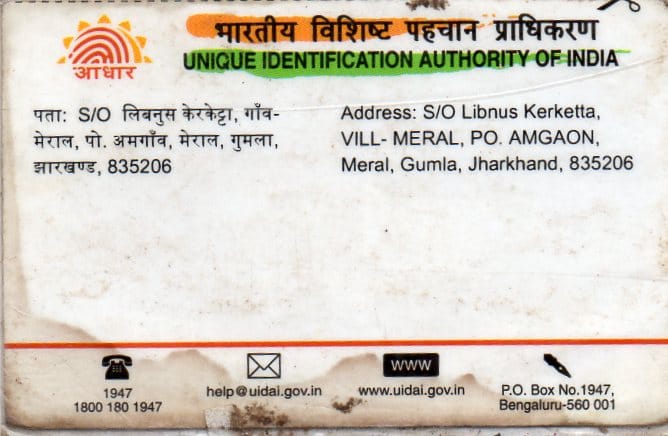 भारतीय विशिष्ट पहचान प्राधिकरण
UNIQUE IDENTIFICATION AUTHORITY OF INDIA
आधार
पता: S/O लिबनुस केरकेट्टा, गाँव-
मेराल, पो. अमगाँव, मेराल, गुमला,
झारखण्ड, 835206
Address: S/O Libnus Kerketta,
VILL- MERAL, PO. AMGAON,
Meral, Gumla, Jharkhand, 835206
1947
1800 180 1947
help@uidai.gov.in
www
www.uidai.gov.in
P.O. Box No.1947,
Bengaluru-560 001